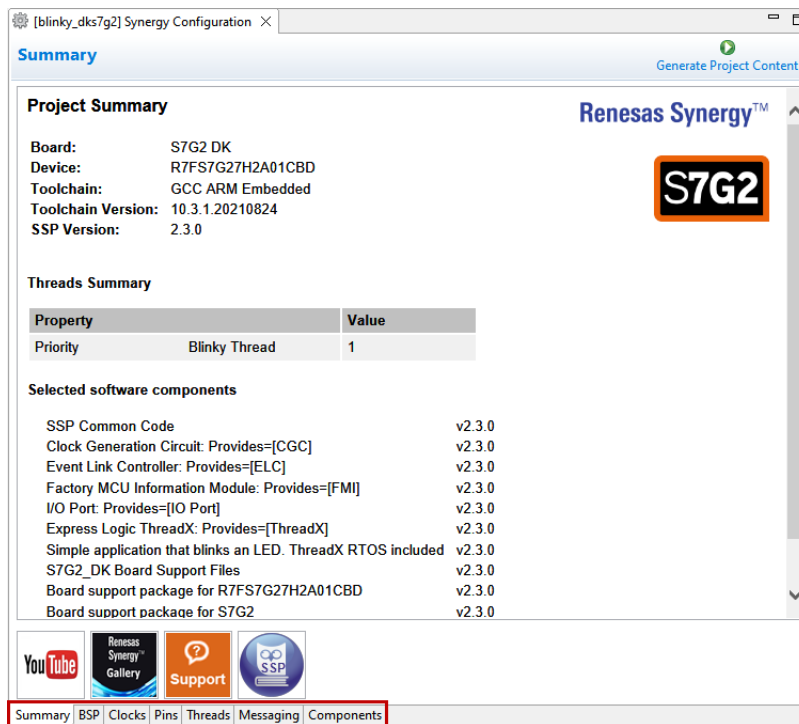 [blinky_dks7g2] Synergy Configuration
Summary
Generate Project Content
Project Summary
Renesas Synergy™
Board: S7G2 DK
Device: R7FS7G27H2A01CBD
Toolchain: GCC ARM Embedded
Toolchain Version: 10.3.1.20210824
SSP Version: 2.3.0
S7G2
Threads Summary
Property Value
Priority Blinky Thread 1
Selected software components
SSP Common Code v2.3.0
Clock Generation Circuit: Provides=[CGC] v2.3.0
Event Link Controller: Provides=[ELC] v2.3.0
Factory MCU Information Module: Provides=[FMI] v2.3.0
I/O Port: Provides=[IO Port] v2.3.0
Express Logic ThreadX: Provides=[ThreadX] v2.3.0
Simple application that blinks an LED. ThreadX RTOS included v2.3.0
S7G2_DK Board Support Files v2.3.0
Board support package for R7FS7G27H2A01CBD v2.3.0
Board support package for S7G2 v2.3.0
YouTube
Renesas
Synergy™
Gallery
Support
SSP
Summary BSP Clocks Pins Threads Messaging Components